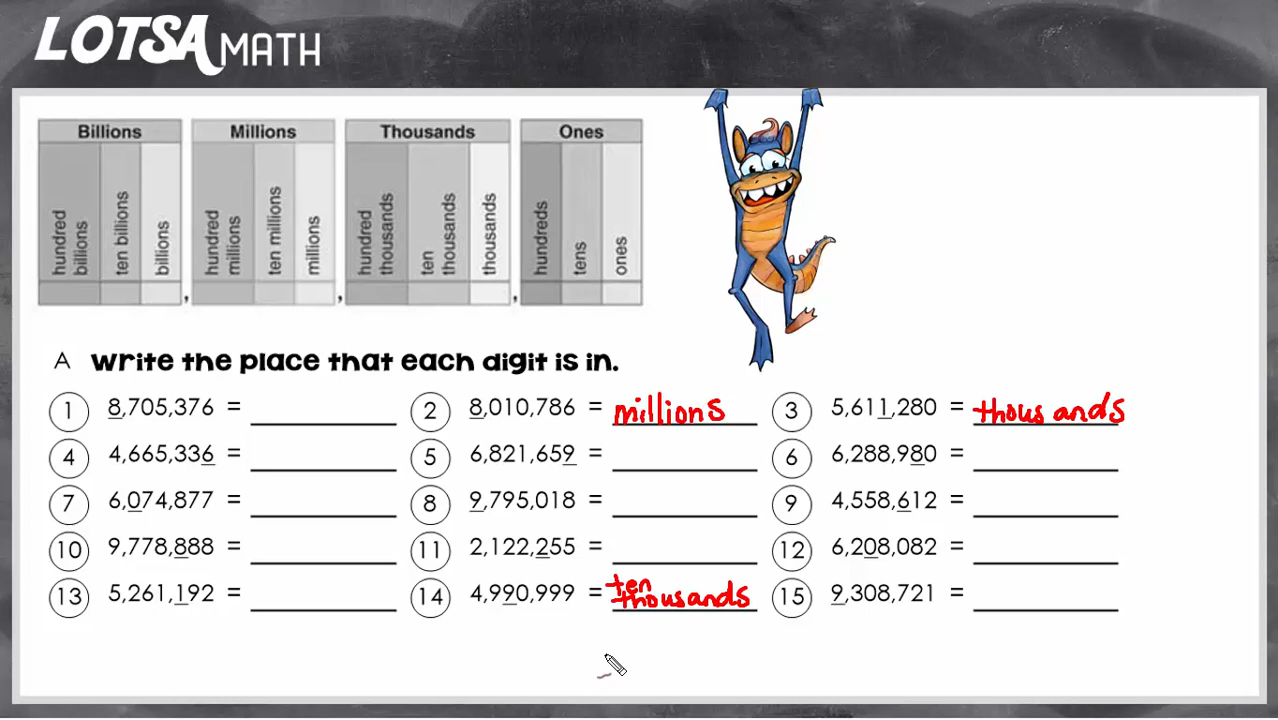 LOTSA MATH
Billions Millions Thousands Ones
hundred billions ten billions billions , hundred millions ten millions millions , hundred thousands ten thousands thousands , hundreds tens ones
A Write the place that each digit is in.
1 8,705,376 = 2 8,010,786 = millions 3 5,611,280 = thousands
4 4,665,336 = 5 6,821,659 = 6 6,288,980 =
7 6,074,877 = 8 9,795,018 = 9 4,558,612 =
10 9,778,888 = 11 2,122,255 = 12 6,208,082 =
13 5,261,192 = 14 4,990,999 = ten thousands 15 9,308,721 =